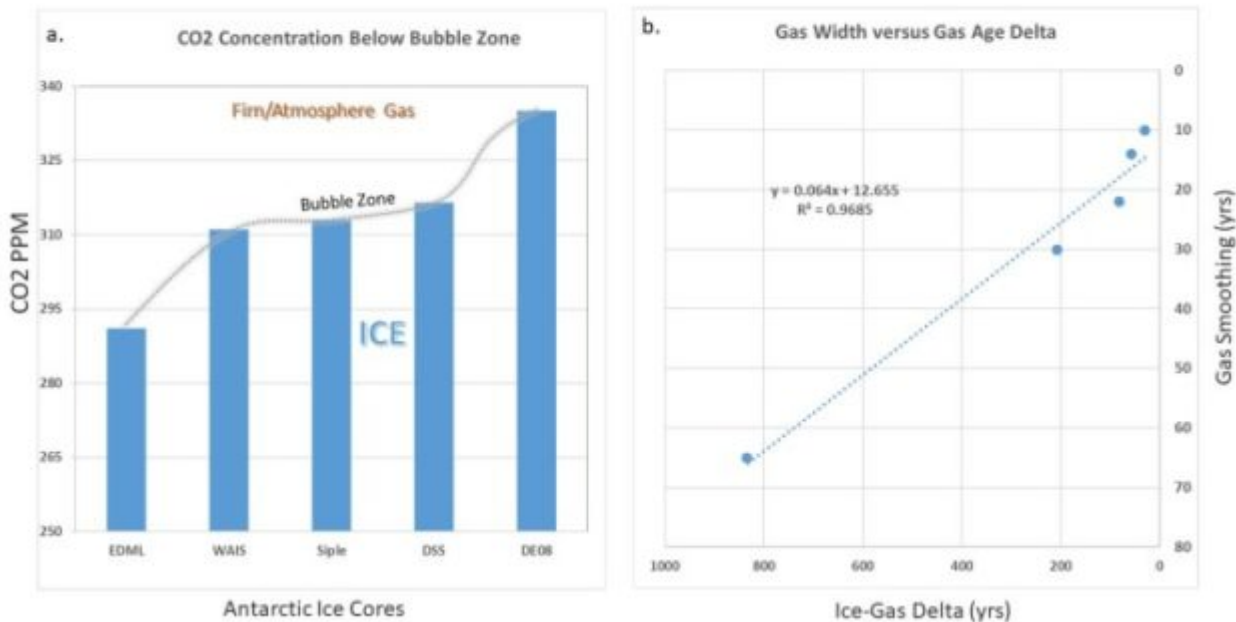 a.
CO2 Concentration Below Bubble Zone
340
325
310
295
280
265
250
CO2 PPM
Firn/Atmosphere Gas
Bubble Zone
ICE
EDML
WAIS
Siple
DSS
DE08
Antarctic Ice Cores
b.
Gas Width versus Gas Age Delta
y = 0.064x + 12.655
R² = 0.9685
0
10
20
30
40
50
60
70
80
Gas Smoothing (yrs)
1000
800
600
400
200
0
Ice-Gas Delta (yrs)